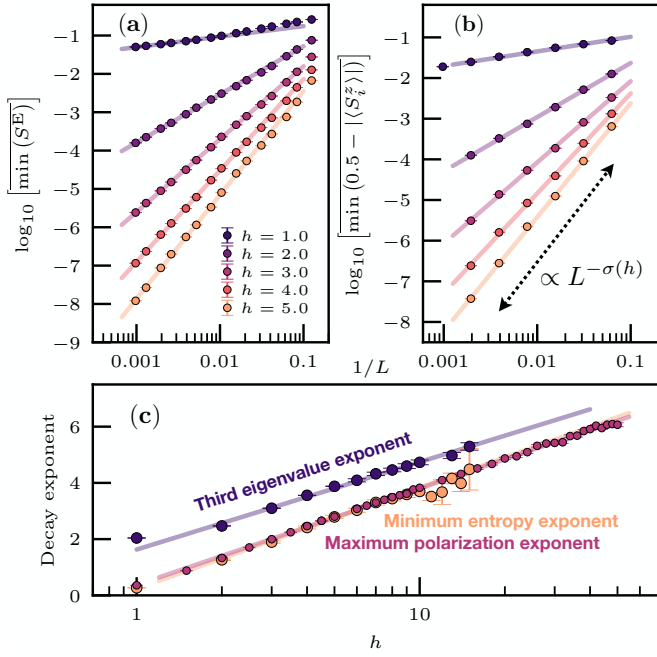 (a)
log₁₀ [min (Sᴱ)]
−1
−2
−3
−4
−5
−6
−7
−8
−9
h = 1.0
h = 2.0
h = 3.0
h = 4.0
h = 5.0
0.001
0.01
0.1
1/L
(b)
log₁₀ [min (0.5 − |⟨Sᵢᶻ⟩|)]
−1
−2
−3
−4
−5
−6
−7
−8
∝ L^{−σ(h)}
0.001
0.01
0.1
(c)
Decay exponent
6
4
2
0
Third eigenvalue exponent
Minimum entropy exponent
Maximum polarization exponent
1
10
h